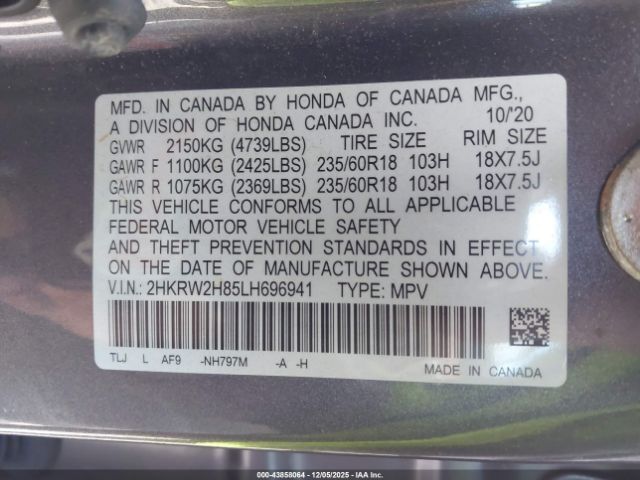 MFD. IN CANADA BY HONDA OF CANADA MFG.,
A DIVISION OF HONDA CANADA INC. 10/'20
GVWR 2150KG (4739LBS) TIRE SIZE RIM SIZE
GAWR F 1100KG (2425LBS) 235/60R18 103H 18X7.5J
GAWR R 1075KG (2369LBS) 235/60R18 103H 18X7.5J
THIS VEHICLE CONFORMS TO ALL APPLICABLE
FEDERAL MOTOR VEHICLE SAFETY
AND THEFT PREVENTION STANDARDS IN EFFECT
ON THE DATE OF MANUFACTURE SHOWN ABOVE.
V.I.N.: 2HKRW2H85LH696941 TYPE: MPV
TLJ L AF9 -NH797M -A -H MADE IN CANADA
000-43858064 - 12/05/2025 - IAA Inc.